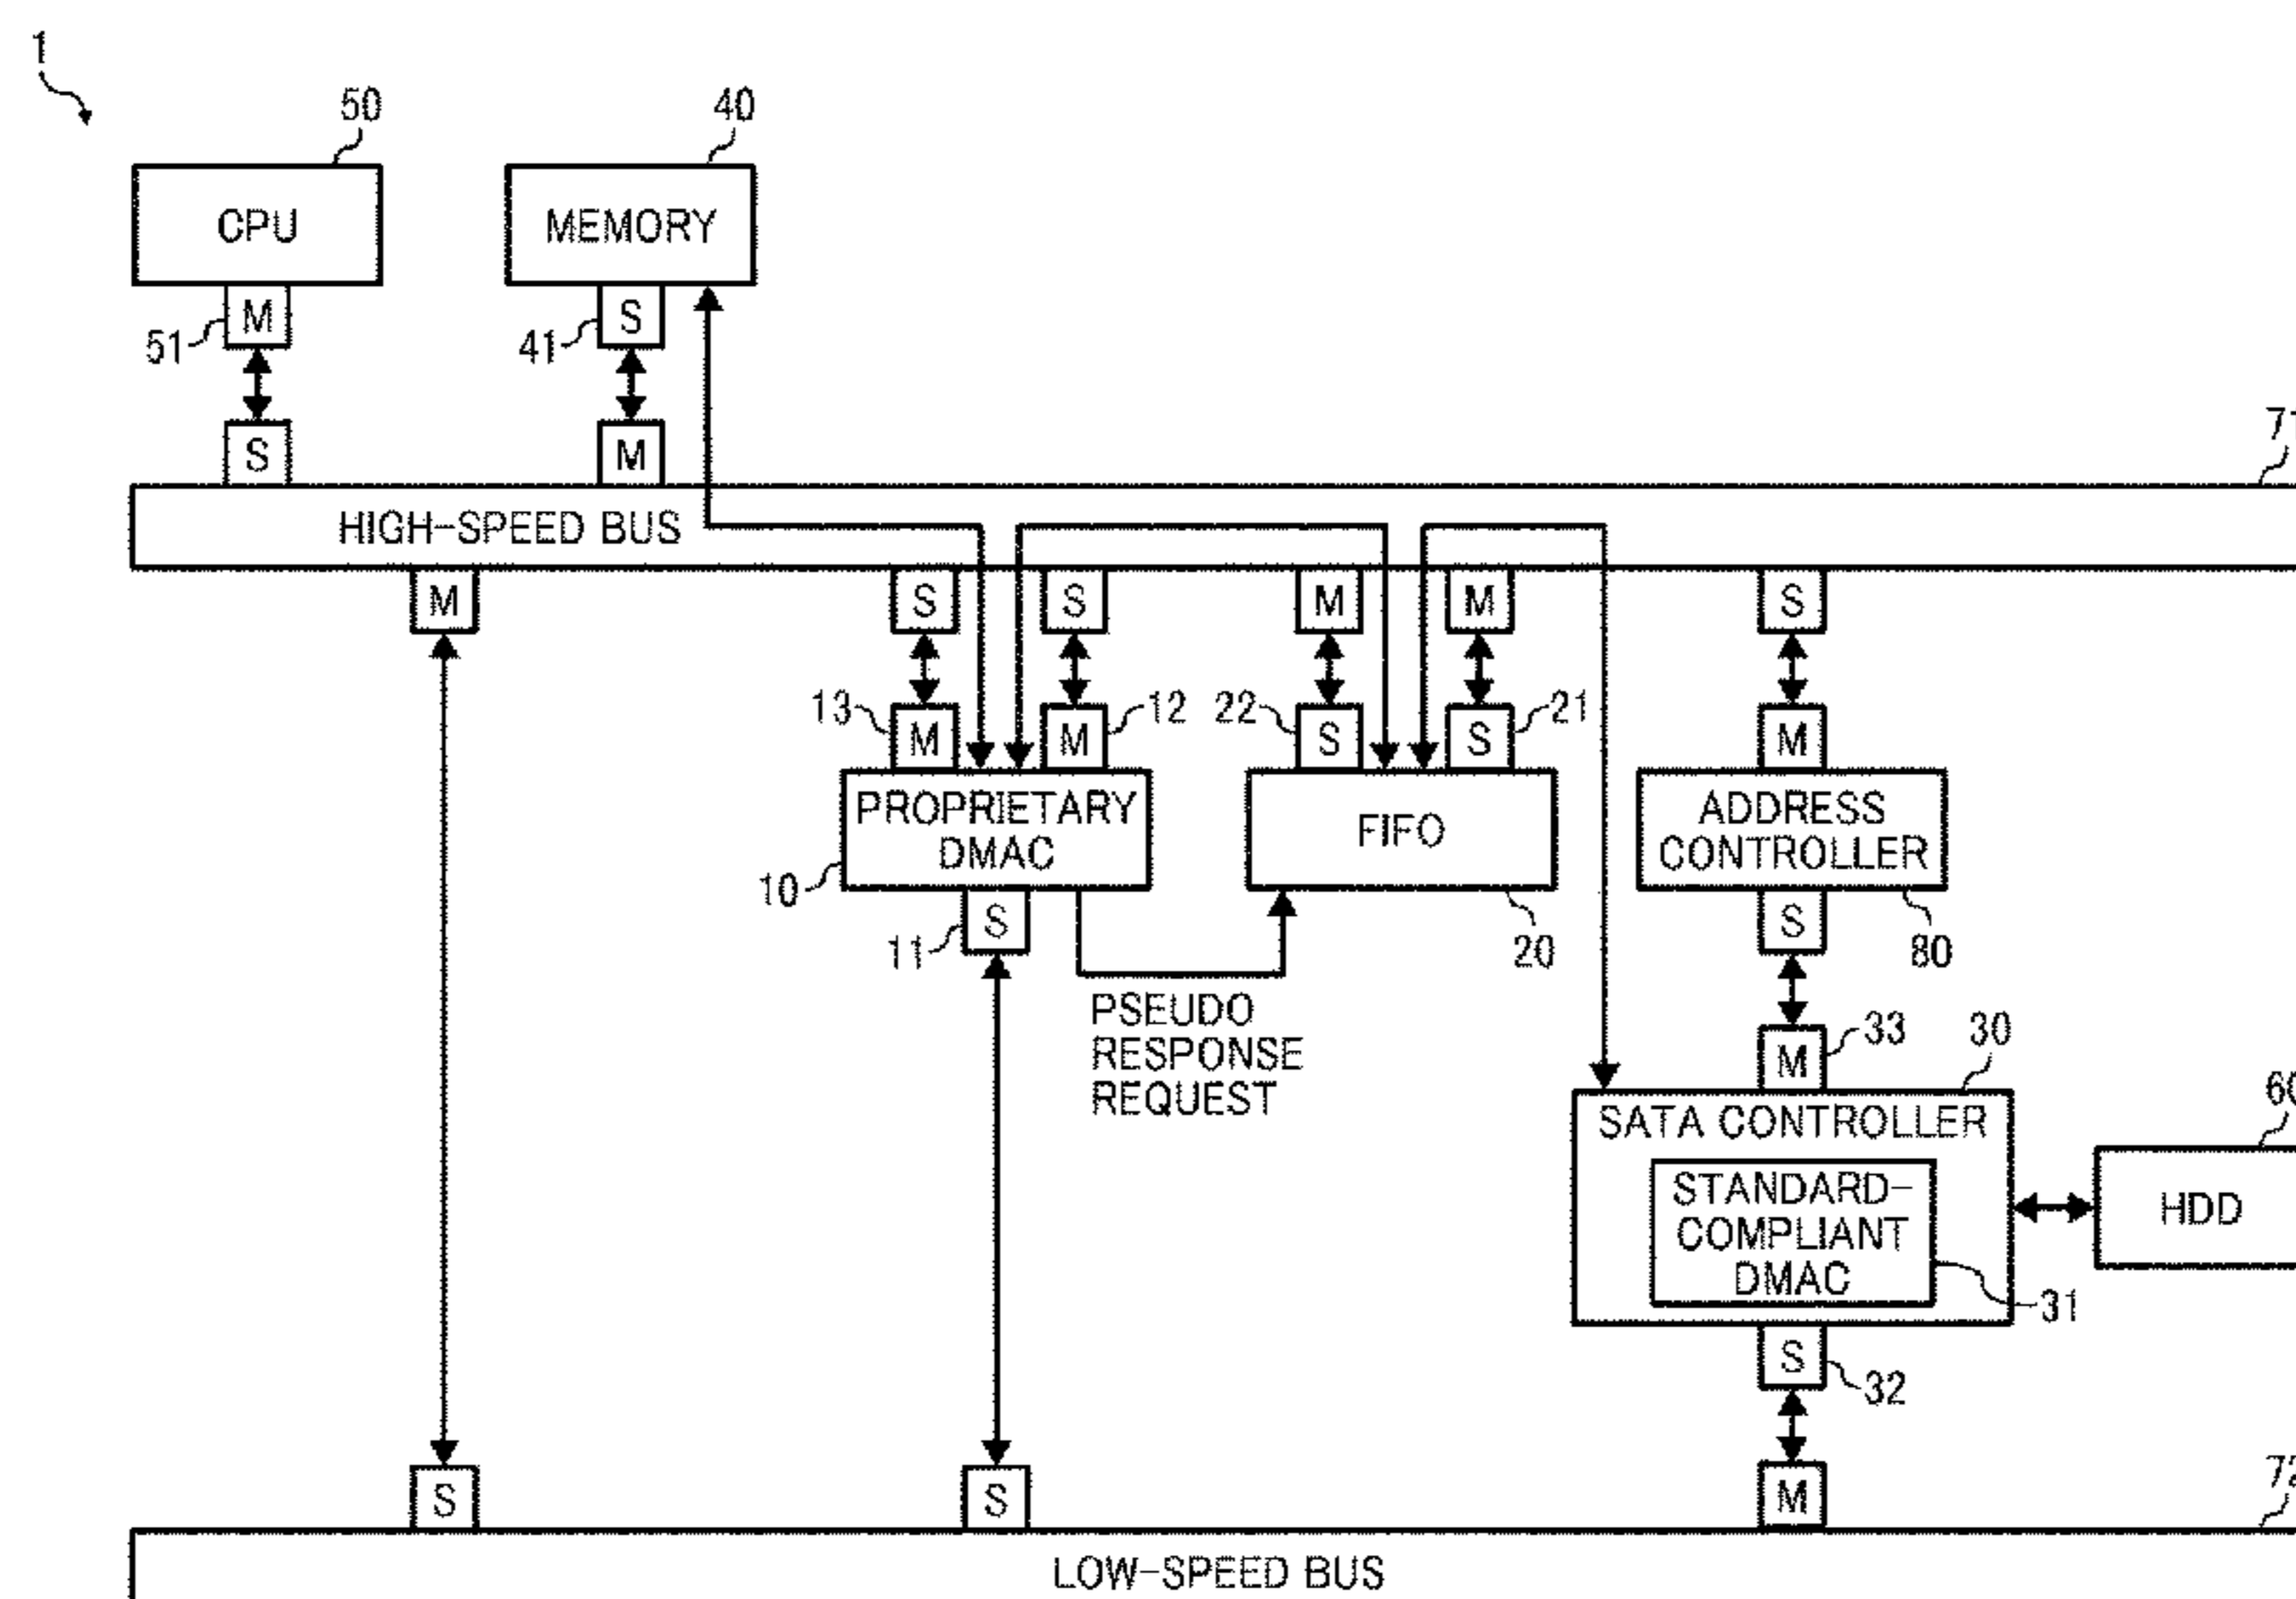 1
50
40
CPU
MEMORY
M
S
51
41
S
M
HIGH-SPEED BUS
M
S
S
M
M
S
13
12
22
21
M
M
S
S
M
PROPRIETARY
DMAC
FIFO
ADDRESS
CONTROLLER
10
S
S
11
20
80
PSEUDO
RESPONSE
REQUEST
33
30
M
SATA CONTROLLER
STANDARD-
COMPLIANT
DMAC
HDD
31
S
32
S
S
M
LOW-SPEED BUS